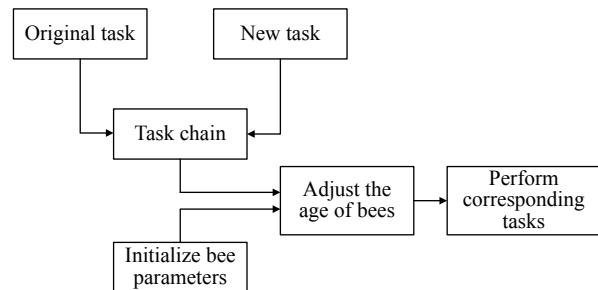 Original task
New task
Task chain
Adjust the
age of bees
Perform
corresponding
tasks
Initialize bee
parameters